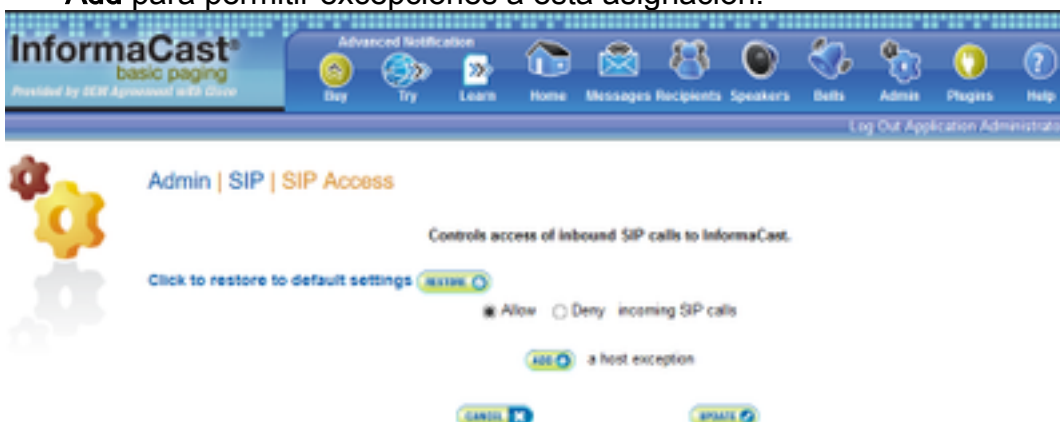 Add para permitir excepciones a esta asignación.
InformaCast®
basic paging
Provided by OEM Agreement with Cisco
Advanced Notification
Buy Try Learn Home Messages Recipients Speakers Bells Admin Plugins Help
Log Out Application Administrato
Admin | SIP | SIP Access
Controls access of inbound SIP calls to InformaCast.
Click to restore to default settings RESTORE
Allow Deny incoming SIP calls
ADD a host exception
CANCEL UPDATE